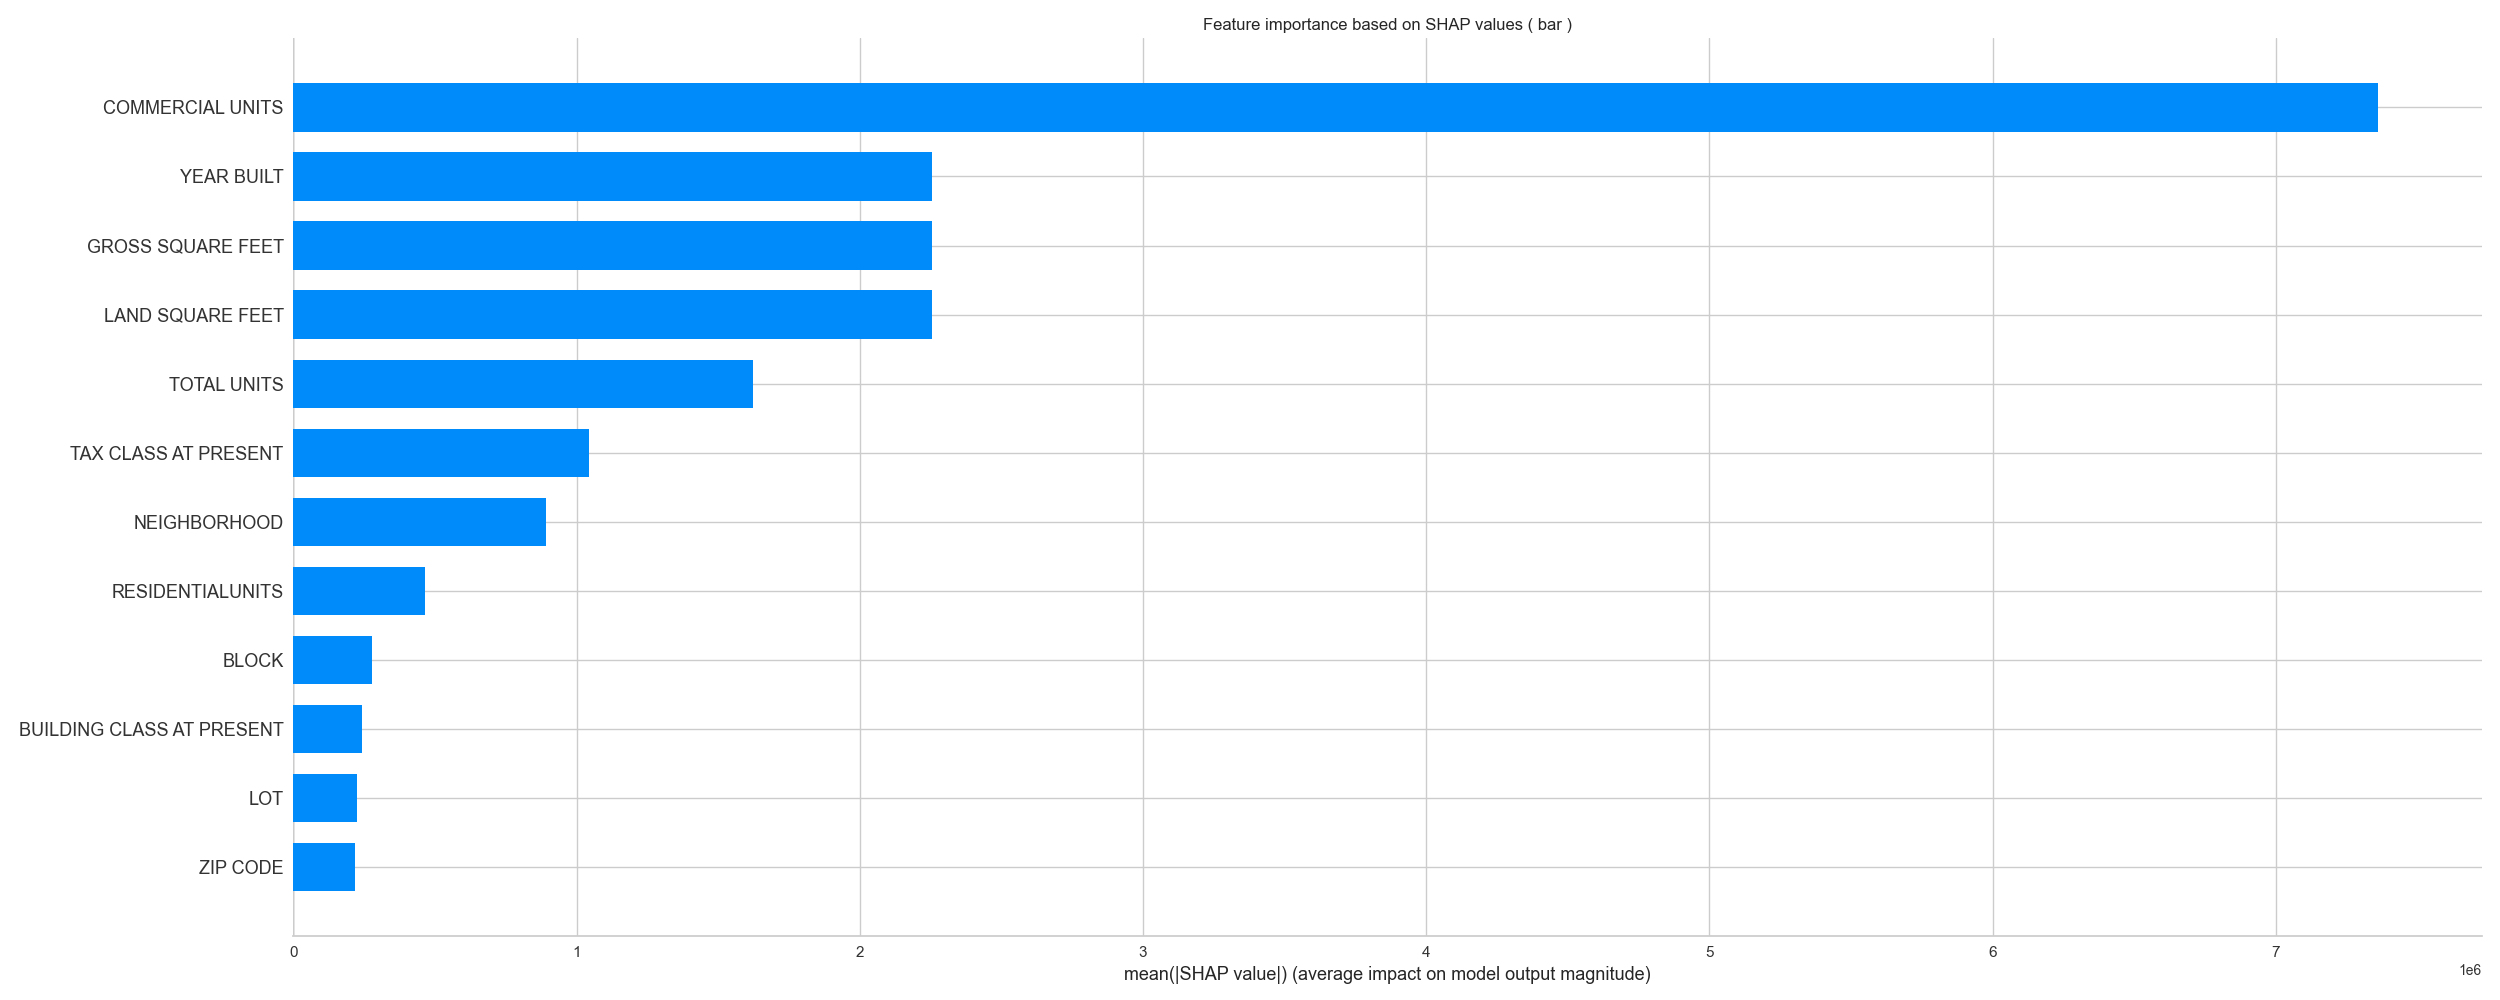 Feature importance based on SHAP values ( bar )
COMMERCIAL UNITS
YEAR BUILT
GROSS SQUARE FEET
LAND SQUARE FEET
TOTAL UNITS
TAX CLASS AT PRESENT
NEIGHBORHOOD
RESIDENTIALUNITS
BLOCK
BUILDING CLASS AT PRESENT
LOT
ZIP CODE
0 1 2 3 4 5 6 7
1e6
mean(|SHAP value|) (average impact on model output magnitude)